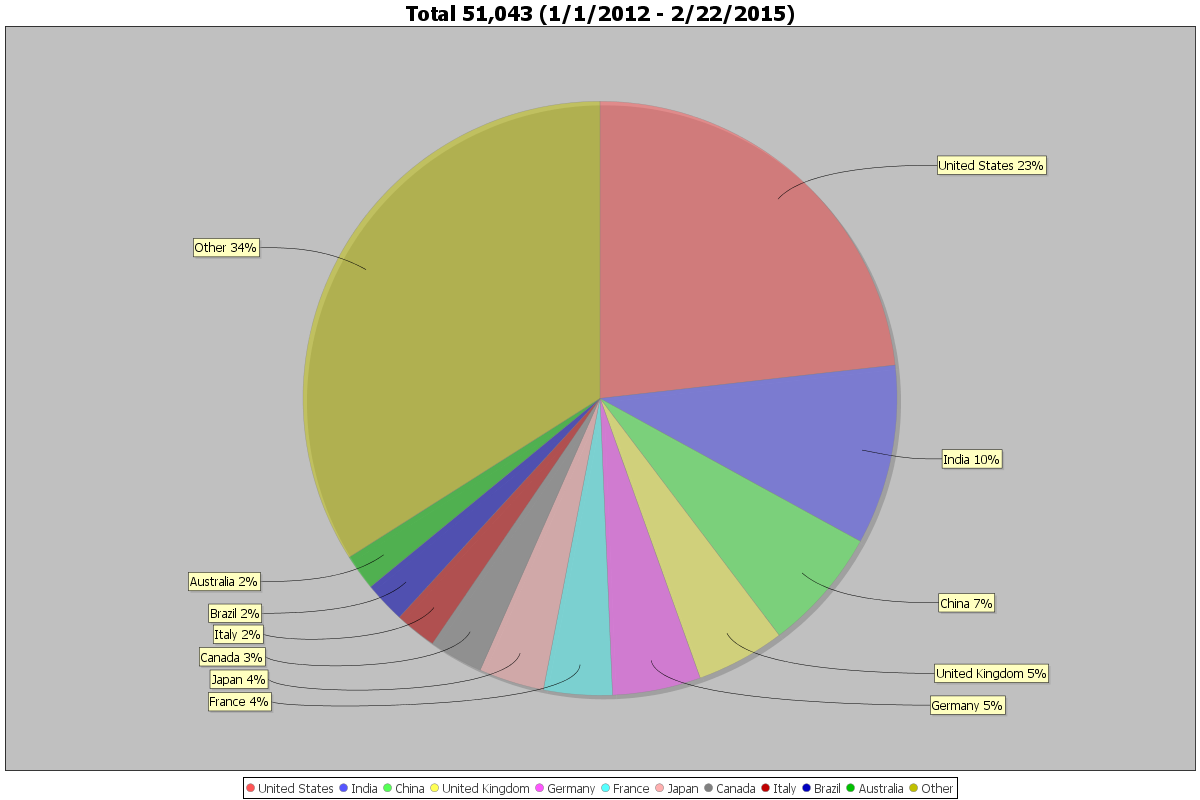 Total 51,043 (1/1/2012 - 2/22/2015)
United States 23%
Other 34%
India 10%
Australia 2%
China 7%
Brazil 2%
Italy 2%
Canada 3%
United Kingdom 5%
Japan 4%
France 4%
Germany 5%
United States India China United Kingdom Germany France Japan Canada Italy Brazil Australia Other